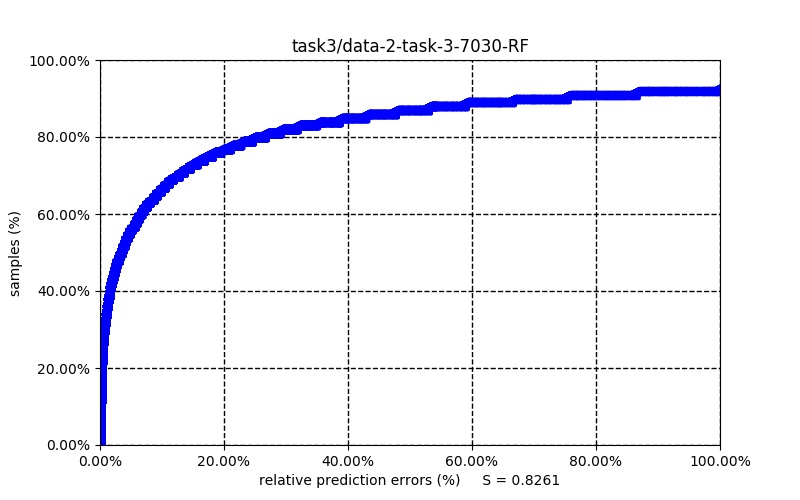 task3/data-2-task-3-7030-RF
100.00%
80.00%
60.00%
40.00%
20.00%
0.00%
samples (%)
0.00% 20.00% 40.00% 60.00% 80.00% 100.00%
relative prediction errors (%) S = 0.8261